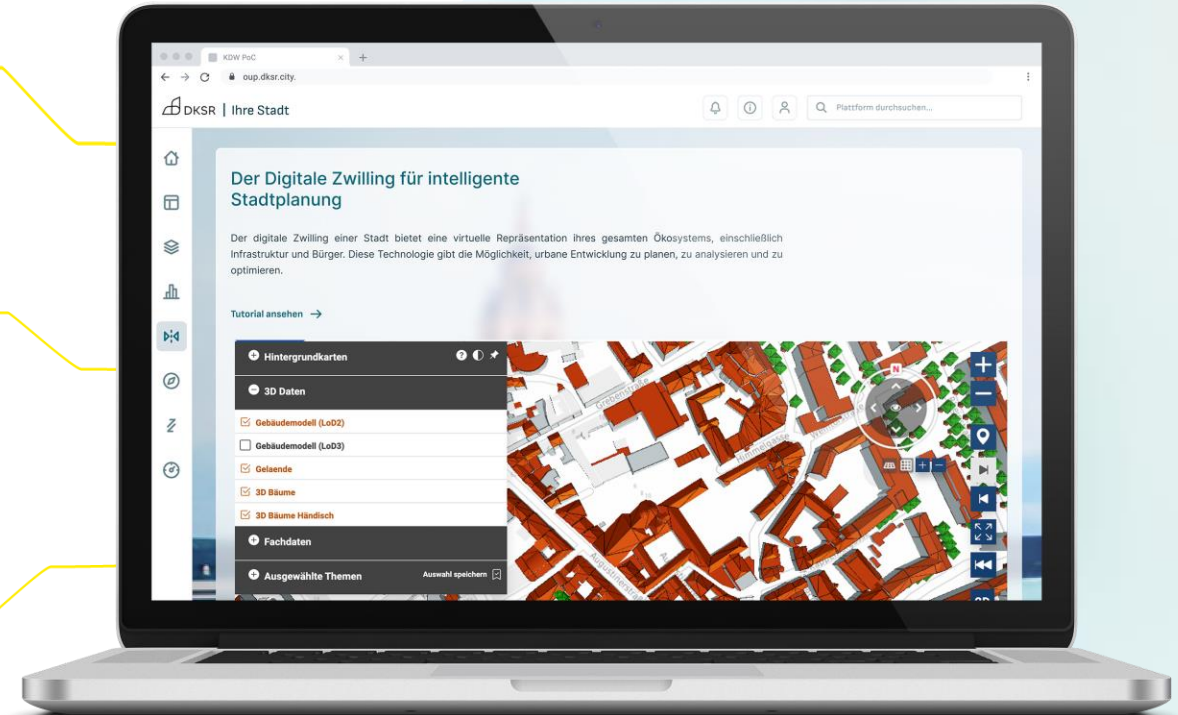 KDW PoC
oup.dksr.city.
DKSR | Ihre Stadt
Plattform durchsuchen...
Der Digitale Zwilling für intelligente
Stadtplanung
Der digitale Zwilling einer Stadt bietet eine virtuelle Repräsentation ihres gesamten Ökosystems, einschließlich
Infrastruktur und Bürger. Diese Technologie gibt die Möglichkeit, urbane Entwicklung zu planen, zu analysieren und zu
optimieren.
Tutorial ansehen →
Hintergrundkarten
3D Daten
Gebäudemodell (LoD2)
Gebäudemodell (LoD3)
Gelaende
3D Bäume
3D Bäume Händisch
Fachdaten
Ausgewählte Themen Auswahl speichern
Grebenstraße
N
Himmelgasse
Augustinerstraße